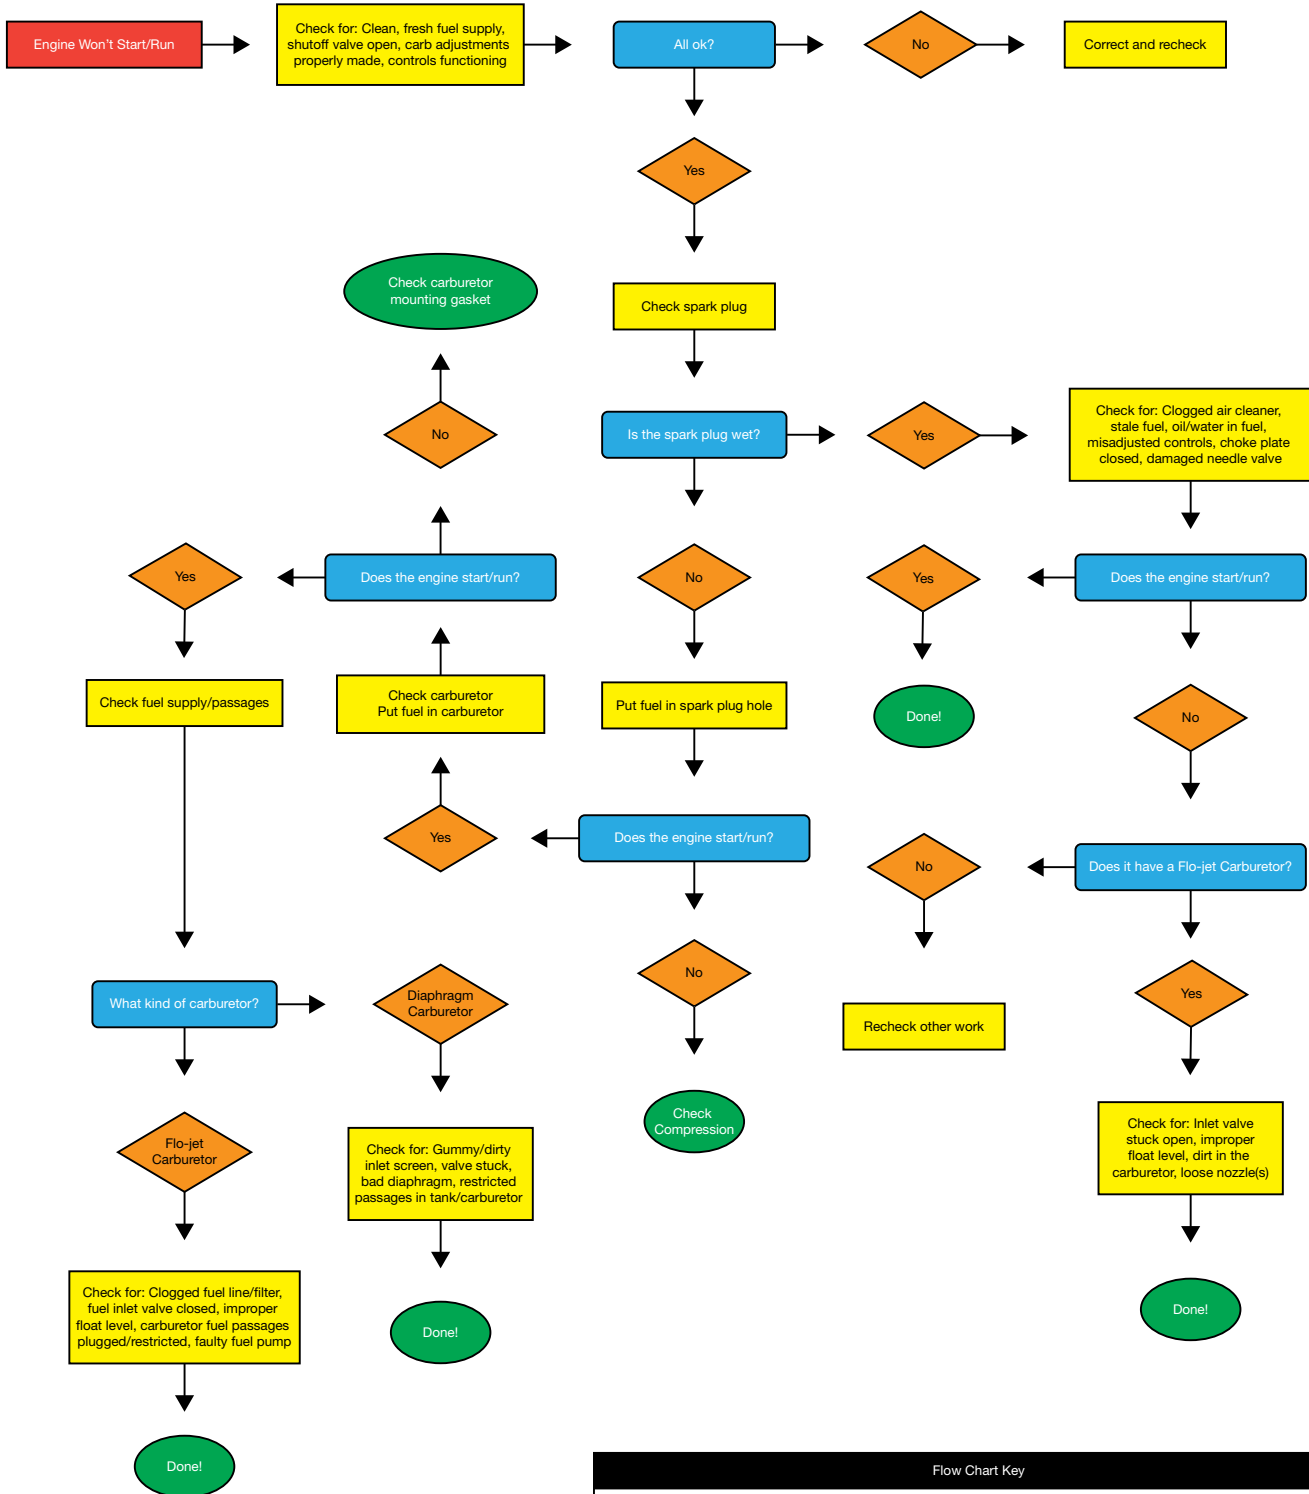 Engine Won't Start/Run
Check for: Clean, fresh fuel supply,
shutoff valve open, carb adjustments
properly made, controls functioning
All ok?
No
Correct and recheck
Yes
Check carburetor
mounting gasket
Check spark plug
No
Is the spark plug wet?
Yes
Check for: Clogged air cleaner,
stale fuel, oil/water in fuel,
misadjusted controls, choke plate
closed, damaged needle valve
Yes
Does the engine start/run?
No
Yes
Does the engine start/run?
Check fuel supply/passages
Check carburetor
Put fuel in carburetor
Put fuel in spark plug hole
Done!
No
Yes
Does the engine start/run?
No
Does it have a Flo-jet Carburetor?
What kind of carburetor?
Diaphragm
Carburetor
No
Recheck other work
Yes
Flo-jet
Carburetor
Check for: Gummy/dirty
inlet screen, valve stuck,
bad diaphragm, restricted
passages in tank/carburetor
Check
Compression
Check for: Inlet valve
stuck open, improper
float level, dirt in the
carburetor, loose nozzle(s)
Check for: Clogged fuel line/filter,
fuel inlet valve closed, improper
float level, carburetor fuel passages
plugged/restricted, faulty fuel pump
Done!
Done!
Done!
Flow Chart Key